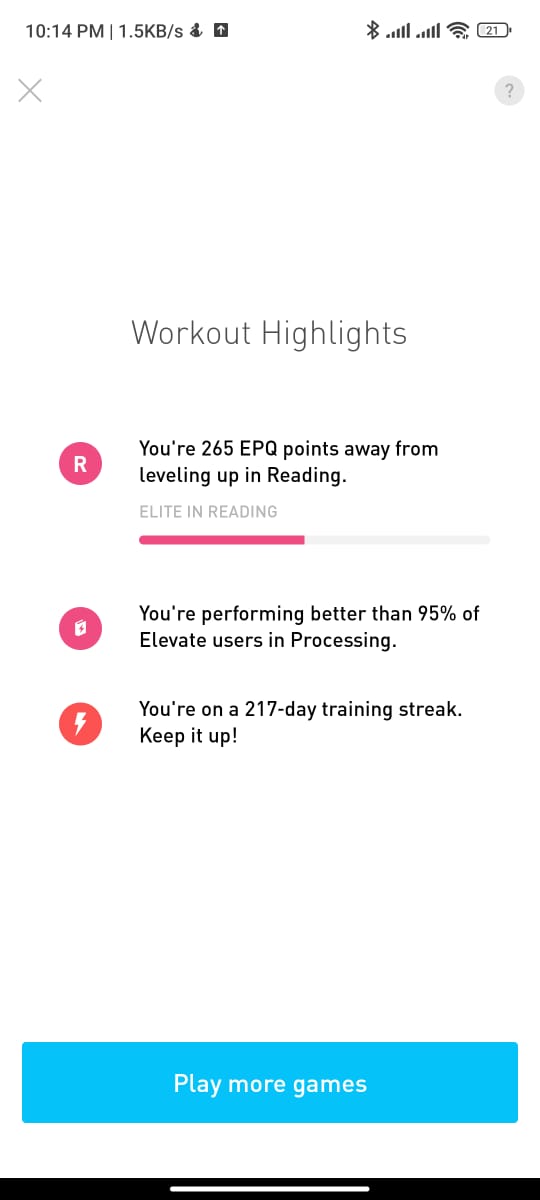 10:14 PM | 1.5KB/s
21
?
Workout Highlights
R
You're 265 EPQ points away from
leveling up in Reading.
ELITE IN READING
You're performing better than 95% of
Elevate users in Processing.
You're on a 217-day training streak.
Keep it up!
Play more games